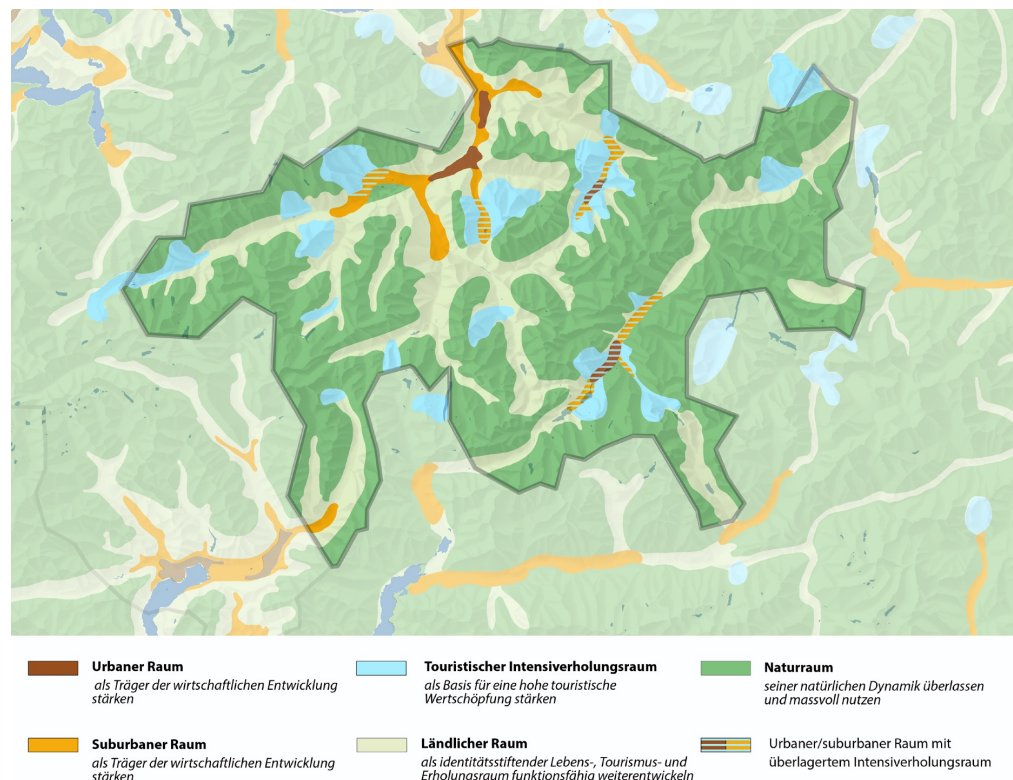 Urbaner Raum
als Träger der wirtschaftlichen Entwicklung
stärken
Touristischer Intensiverholungsraum
als Basis für eine hohe touristische
Wertschöpfung stärken
Naturraum
seiner natürlichen Dynamik überlassen
und massvoll nutzen
Suburbaner Raum
als Träger der wirtschaftlichen Entwicklung
stärken
Ländlicher Raum
als identitätsstiftender Lebens-, Tourismus- und
Erholungsraum funktionsfähig weiterentwickeln
Urbaner/suburbaner Raum mit
überlagertem Intensiverholungsraum